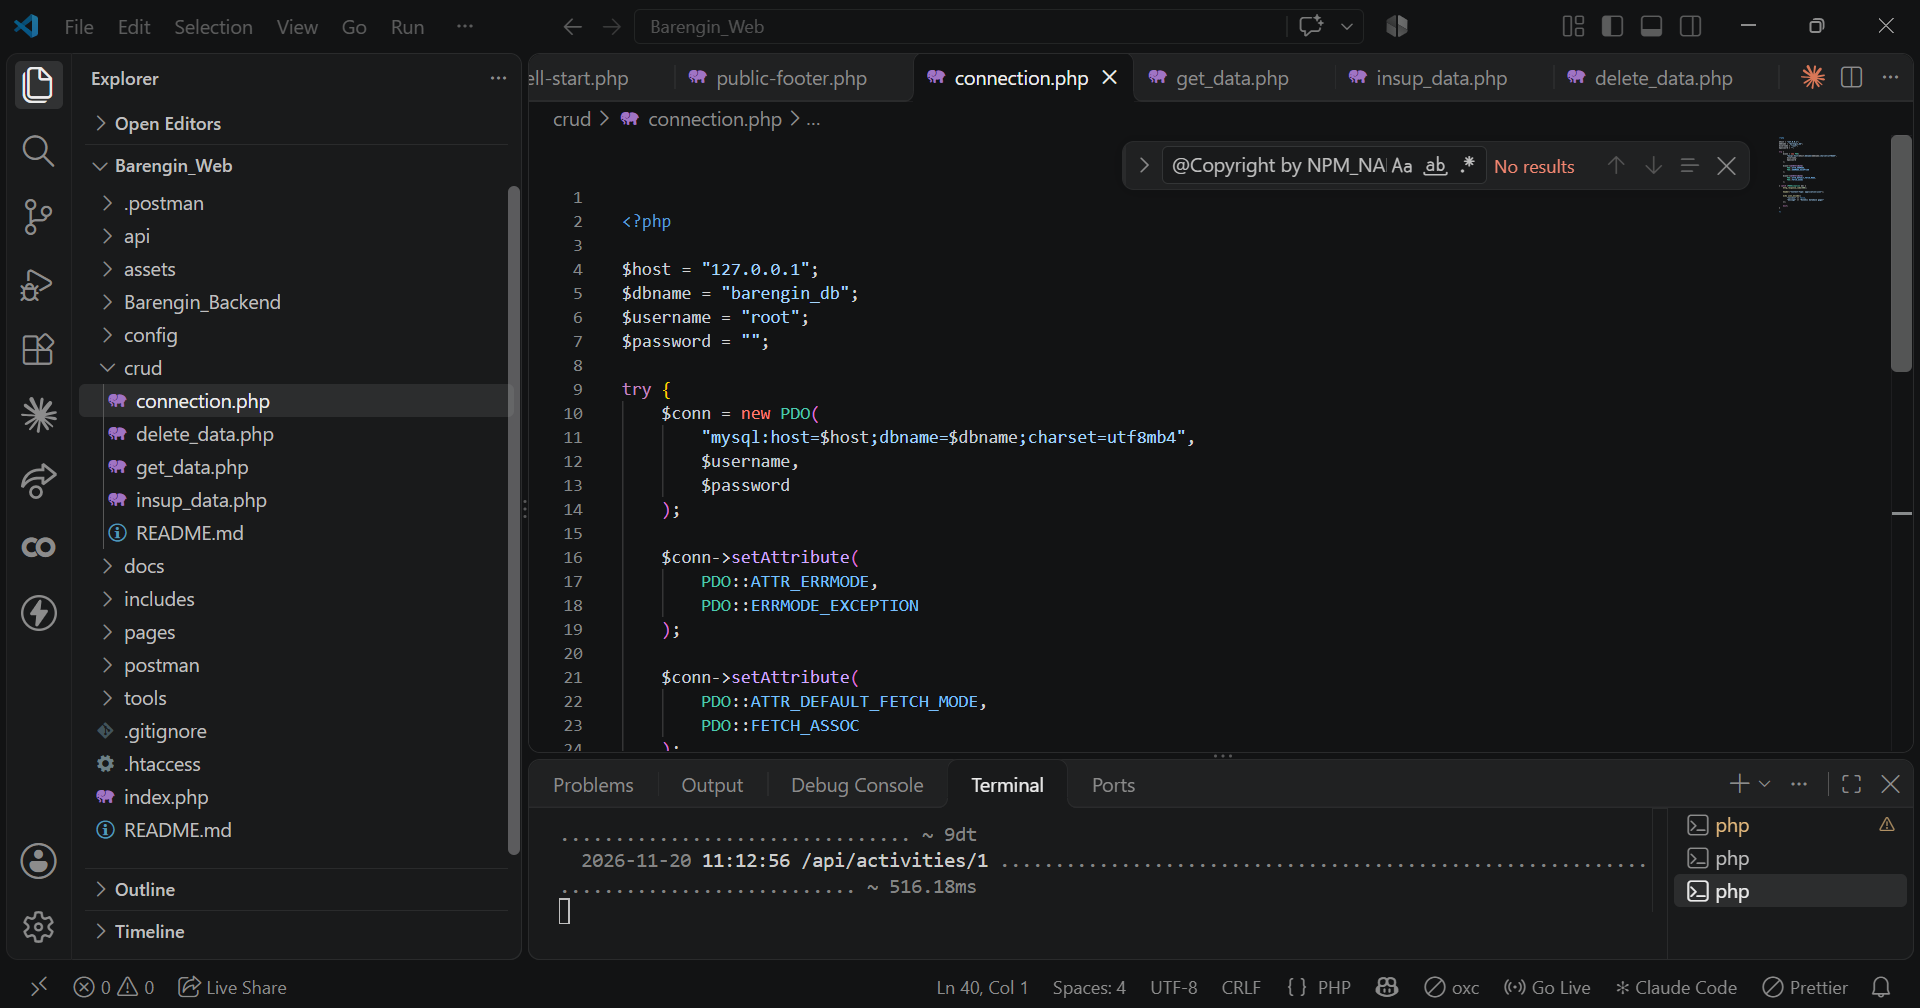 File Edit Selection View Go Run ···
Barengin_Web
Explorer
Open Editors
Barengin_Web
.postman
api
assets
Barengin_Backend
config
crud
connection.php
delete_data.php
get_data.php
insup_data.php
README.md
docs
includes
pages
postman
tools
.gitignore
.htaccess
index.php
README.md
Outline
Timeline
ell-start.php public-footer.php connection.php get_data.php insup_data.php delete_data.php
crud > connection.php > ...
@Copyright by NPM_NA Aa ab .* No results
1
2 <?php
3
4 $host = "127.0.0.1";
5 $dbname = "barengin_db";
6 $username = "root";
7 $password = "";
8
9 try {
10 $conn = new PDO(
11 "mysql:host=$host;dbname=$dbname;charset=utf8mb4",
12 $username,
13 $password
14 );
15
16 $conn->setAttribute(
17 PDO::ATTR_ERRMODE,
18 PDO::ERRMODE_EXCEPTION
19 );
20
21 $conn->setAttribute(
22 PDO::ATTR_DEFAULT_FETCH_MODE,
23 PDO::FETCH_ASSOC
24 );
Problems Output Debug Console Terminal Ports
................................ ~ 9dt
2026-11-20 11:12:56 /api/activities/1 ............................................................
........................... ~ 516.18ms
php
php
php
0 0 Live Share Ln 40, Col 1 Spaces: 4 UTF-8 CRLF { } PHP oxc Go Live Claude Code Prettier